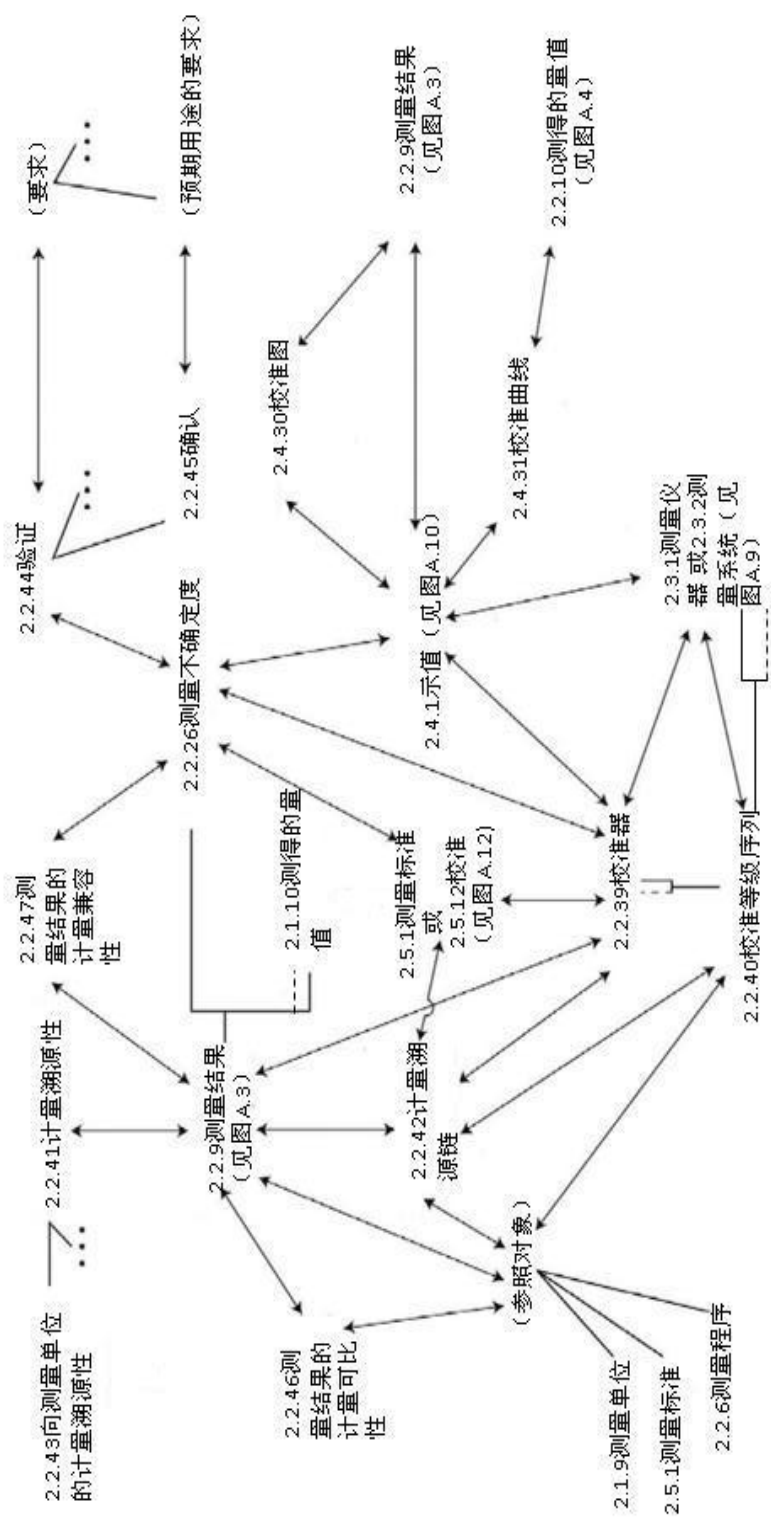 2.2.43向测量单位
的计量溯源性
2.2.41计量溯源性
2.2.47测
量结果的
计量兼容
性
2.2.44验证
(要求)
2.2.9测量结果
(见图A.3)
2.2.26测量不确定度
2.2.45确认
(预期用途的要求)
2.2.46测
量结果的
计量可比
性
2.1.10测得的量
值
2.4.30校准图
2.2.42计量溯
源链
2.5.1测量标准
或
2.5.12校准
(见图A.12)
2.4.1示值(见图A.10)
2.2.9测量结果
(见图A.3)
(参照对象)
2.4.31校准曲线
2.2.10测得的量值
(见图A.4)
2.1.9测量单位
2.5.1测量标准
2.2.6测量程序
2.2.39校准器
2.3.1测量仪
器 或2.3.2测
量系统(见
图A.9)
2.2.40校准等级序列